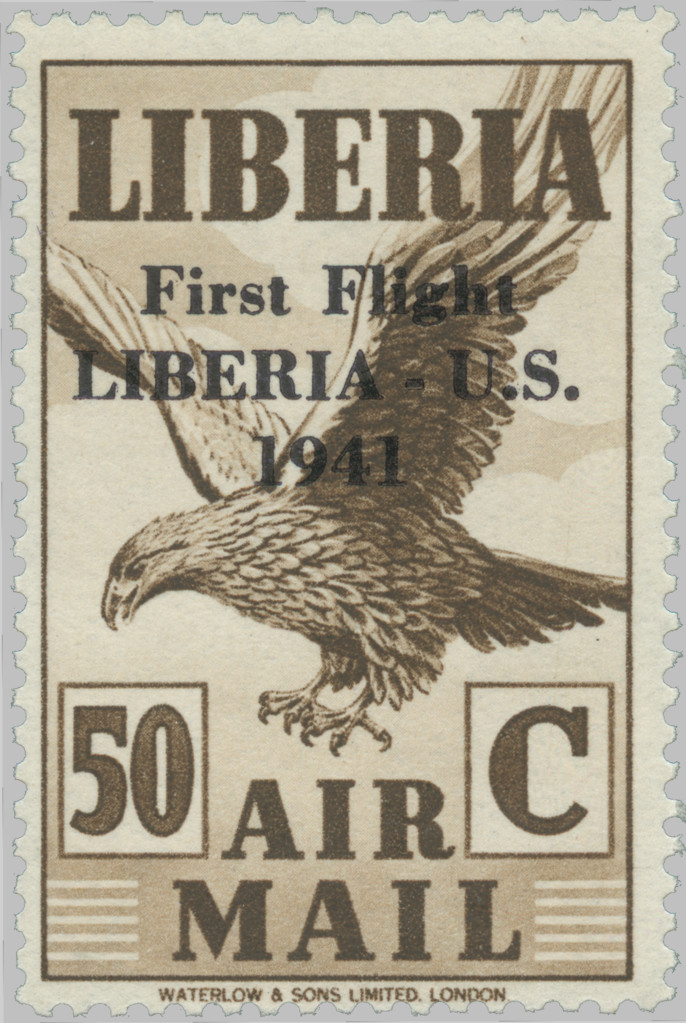 LIBERIA
First Flight
LIBERIA - U.S.
1941
50 C
AIR
MAIL
WATERLOW & SONS LIMITED, LONDON